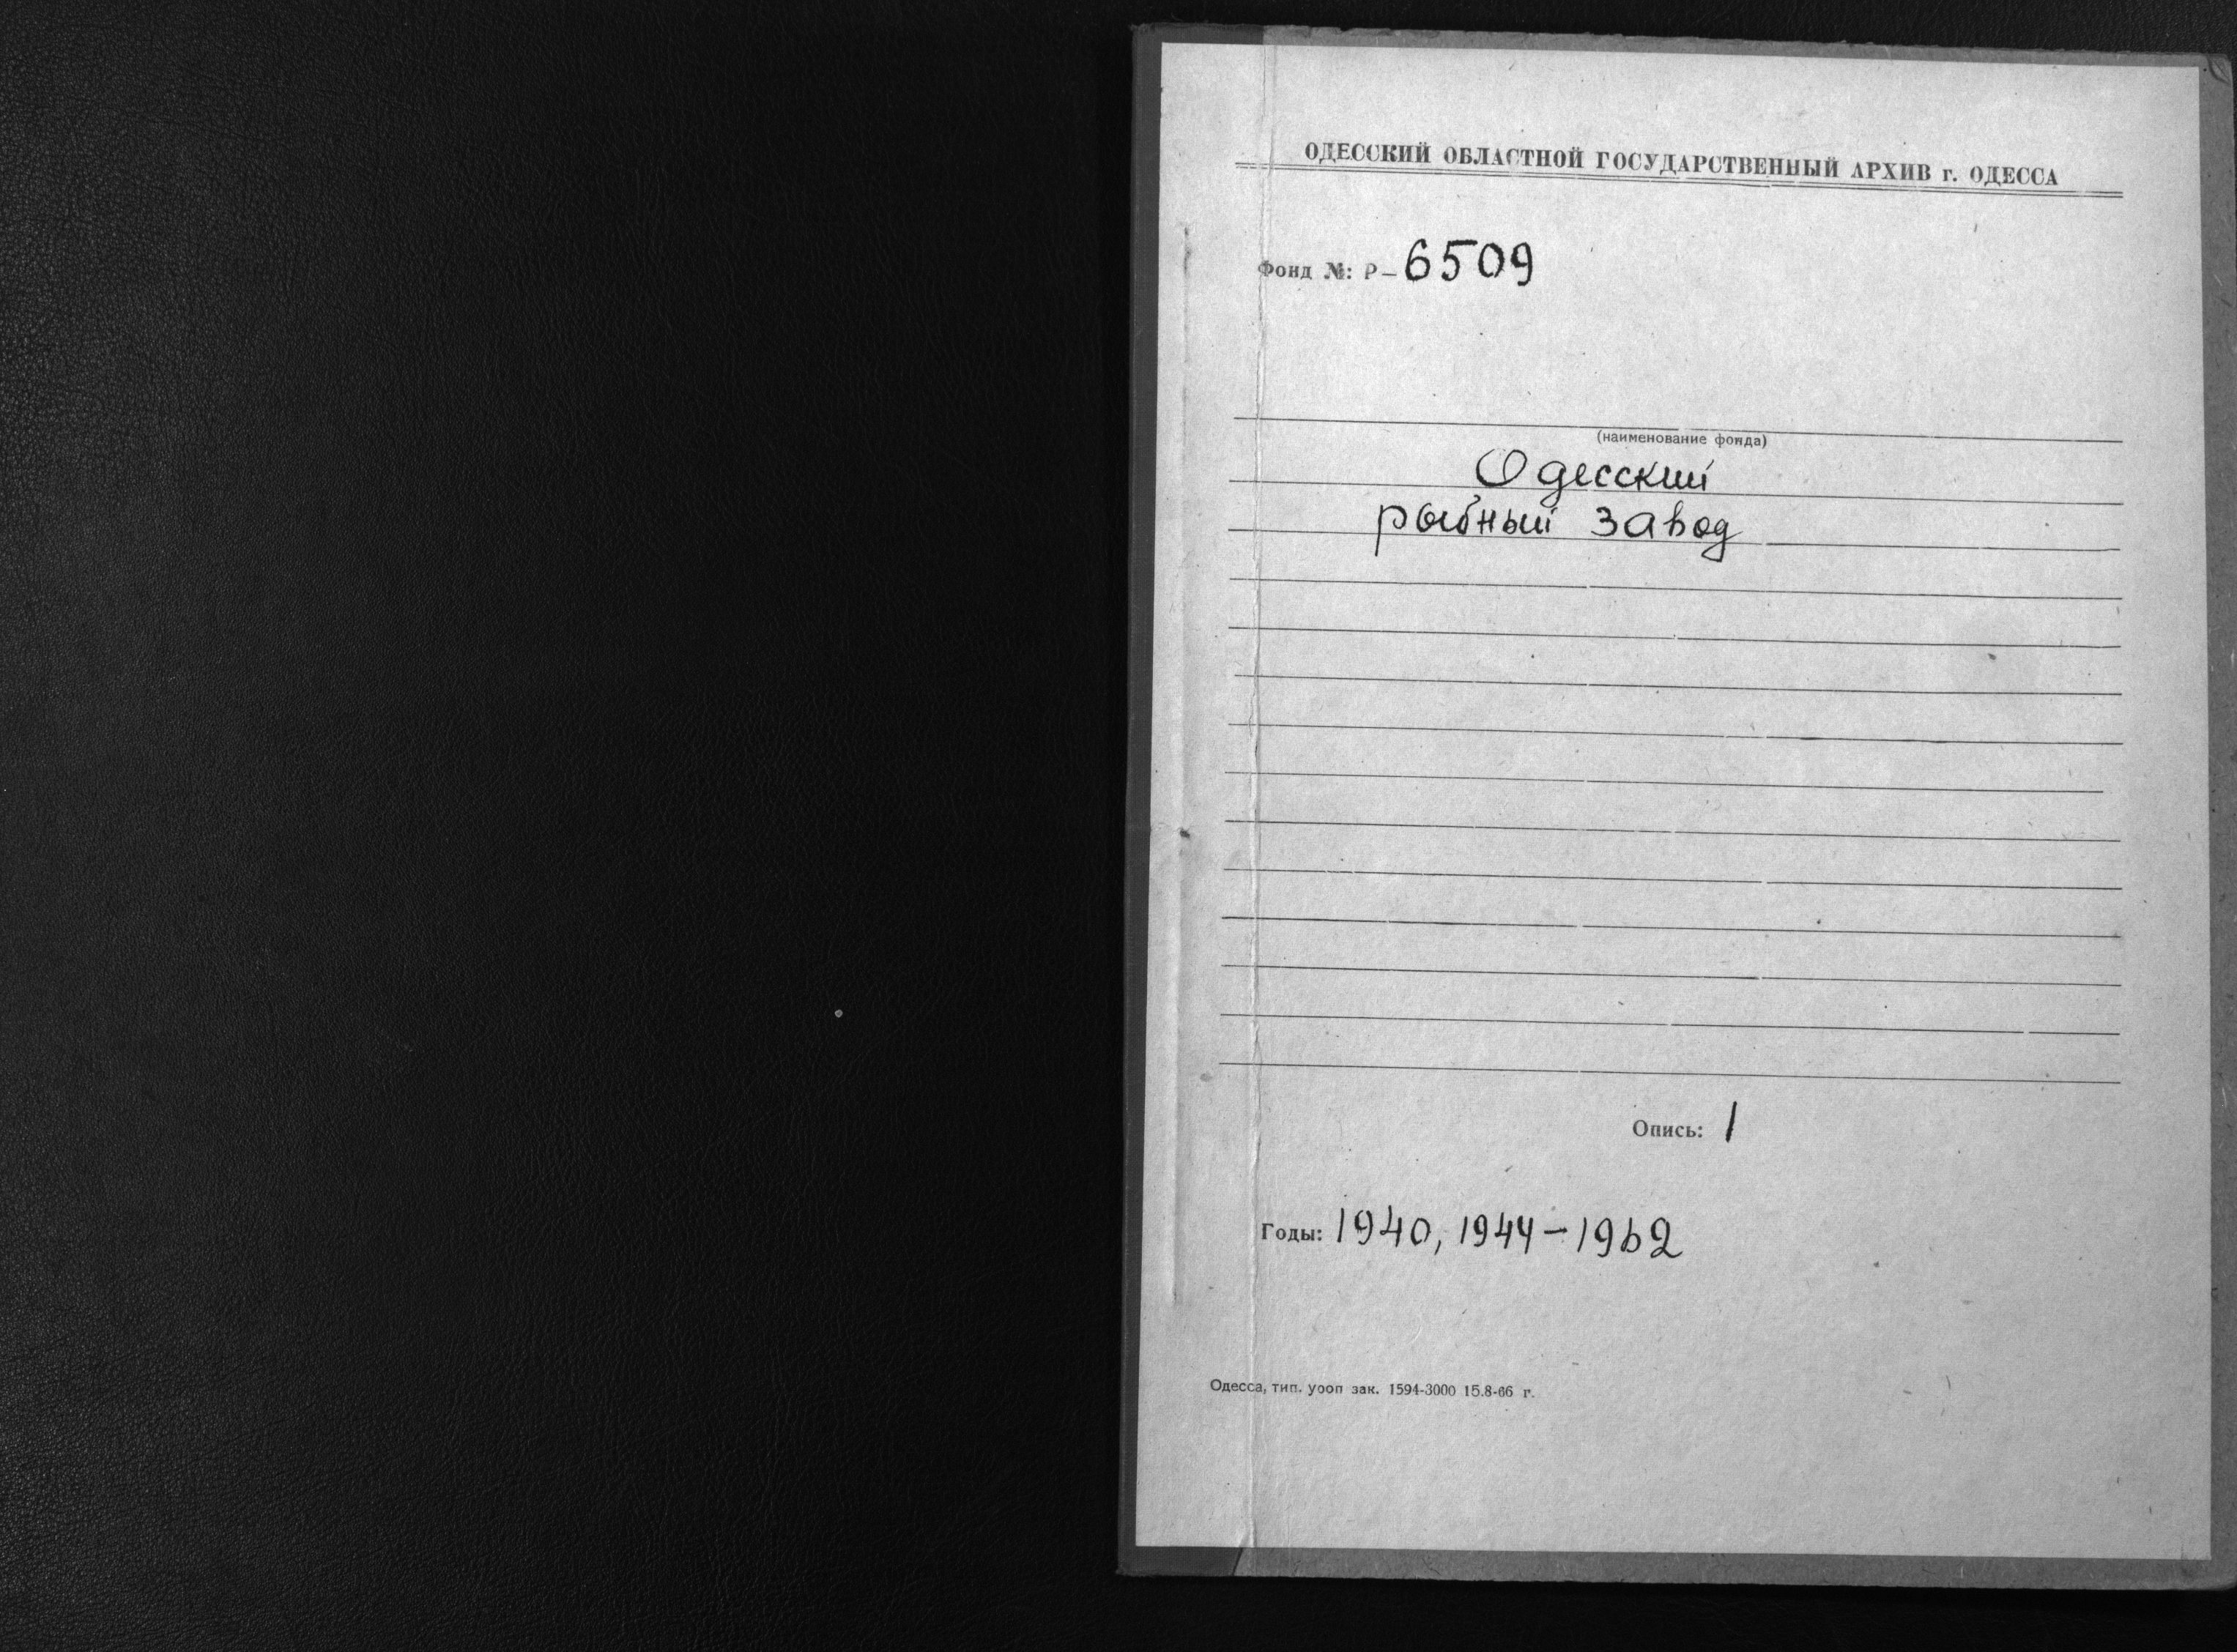 ОДЕССКИЙ ОБЛАСТНОЙ ГОСУДАРСТВЕННЫЙ АРХИВ г. ОДЕССА
Фонд №: Р-6509
(наименование фонда)
Одесский
рыбный завод
Опись: 1
Годы: 1940, 1944-1962
Одесса, тип. уооп зак. 1594-3000 15.8-66 г.